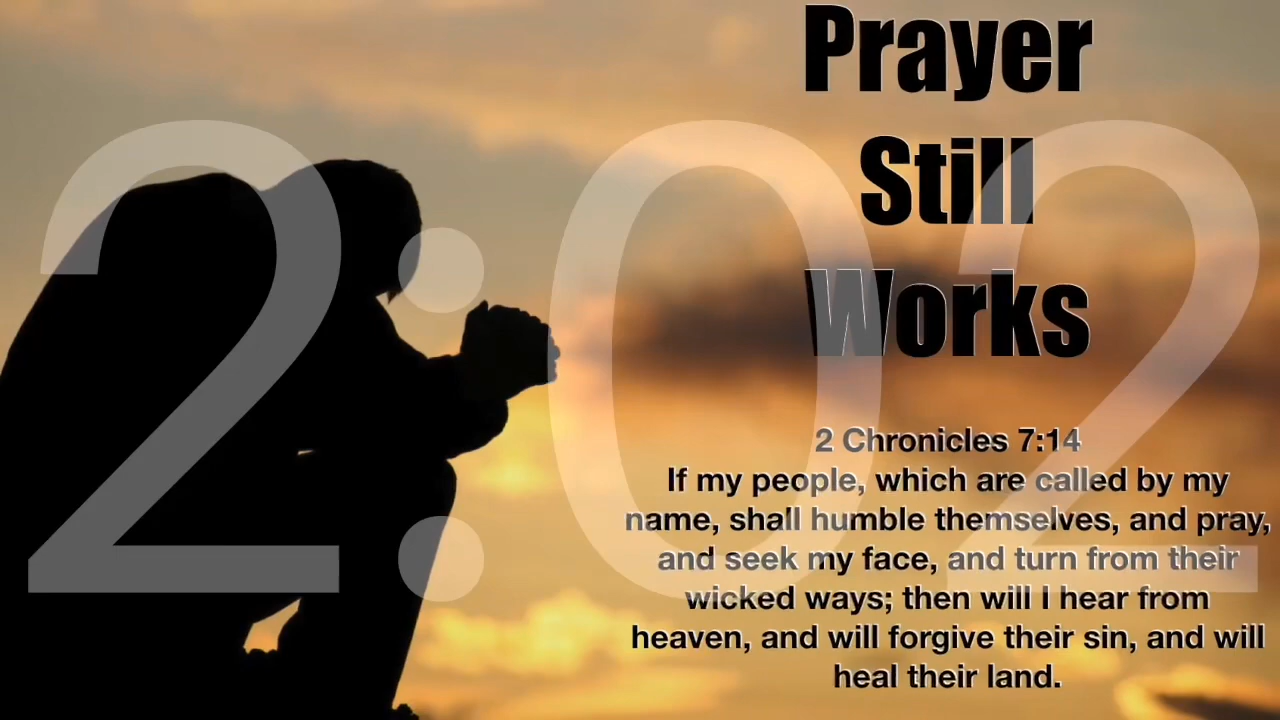 Prayer
Still
Works
2:02
2 Chronicles 7:14
If my people, which are called by my
name, shall humble themselves, and pray,
and seek my face, and turn from their
wicked ways; then will I hear from
heaven, and will forgive their sin, and will
heal their land.